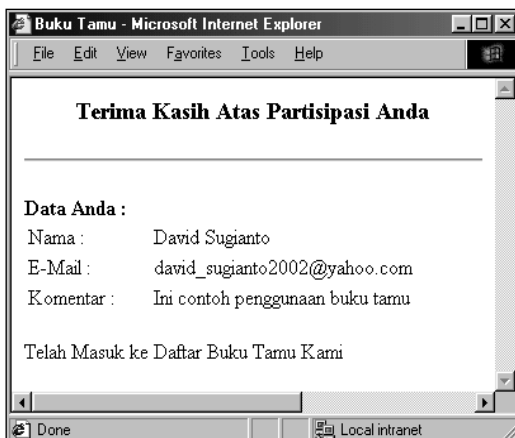 Buku Tamu - Microsoft Internet Explorer
File Edit View Favorites Tools Help
Terima Kasih Atas Partisipasi Anda
Data Anda :
Nama : David Sugianto
E-Mail : david_sugianto2002@yahoo.com
Komentar : Ini contoh penggunaan buku tamu
Telah Masuk ke Daftar Buku Tamu Kami
Done Local intranet